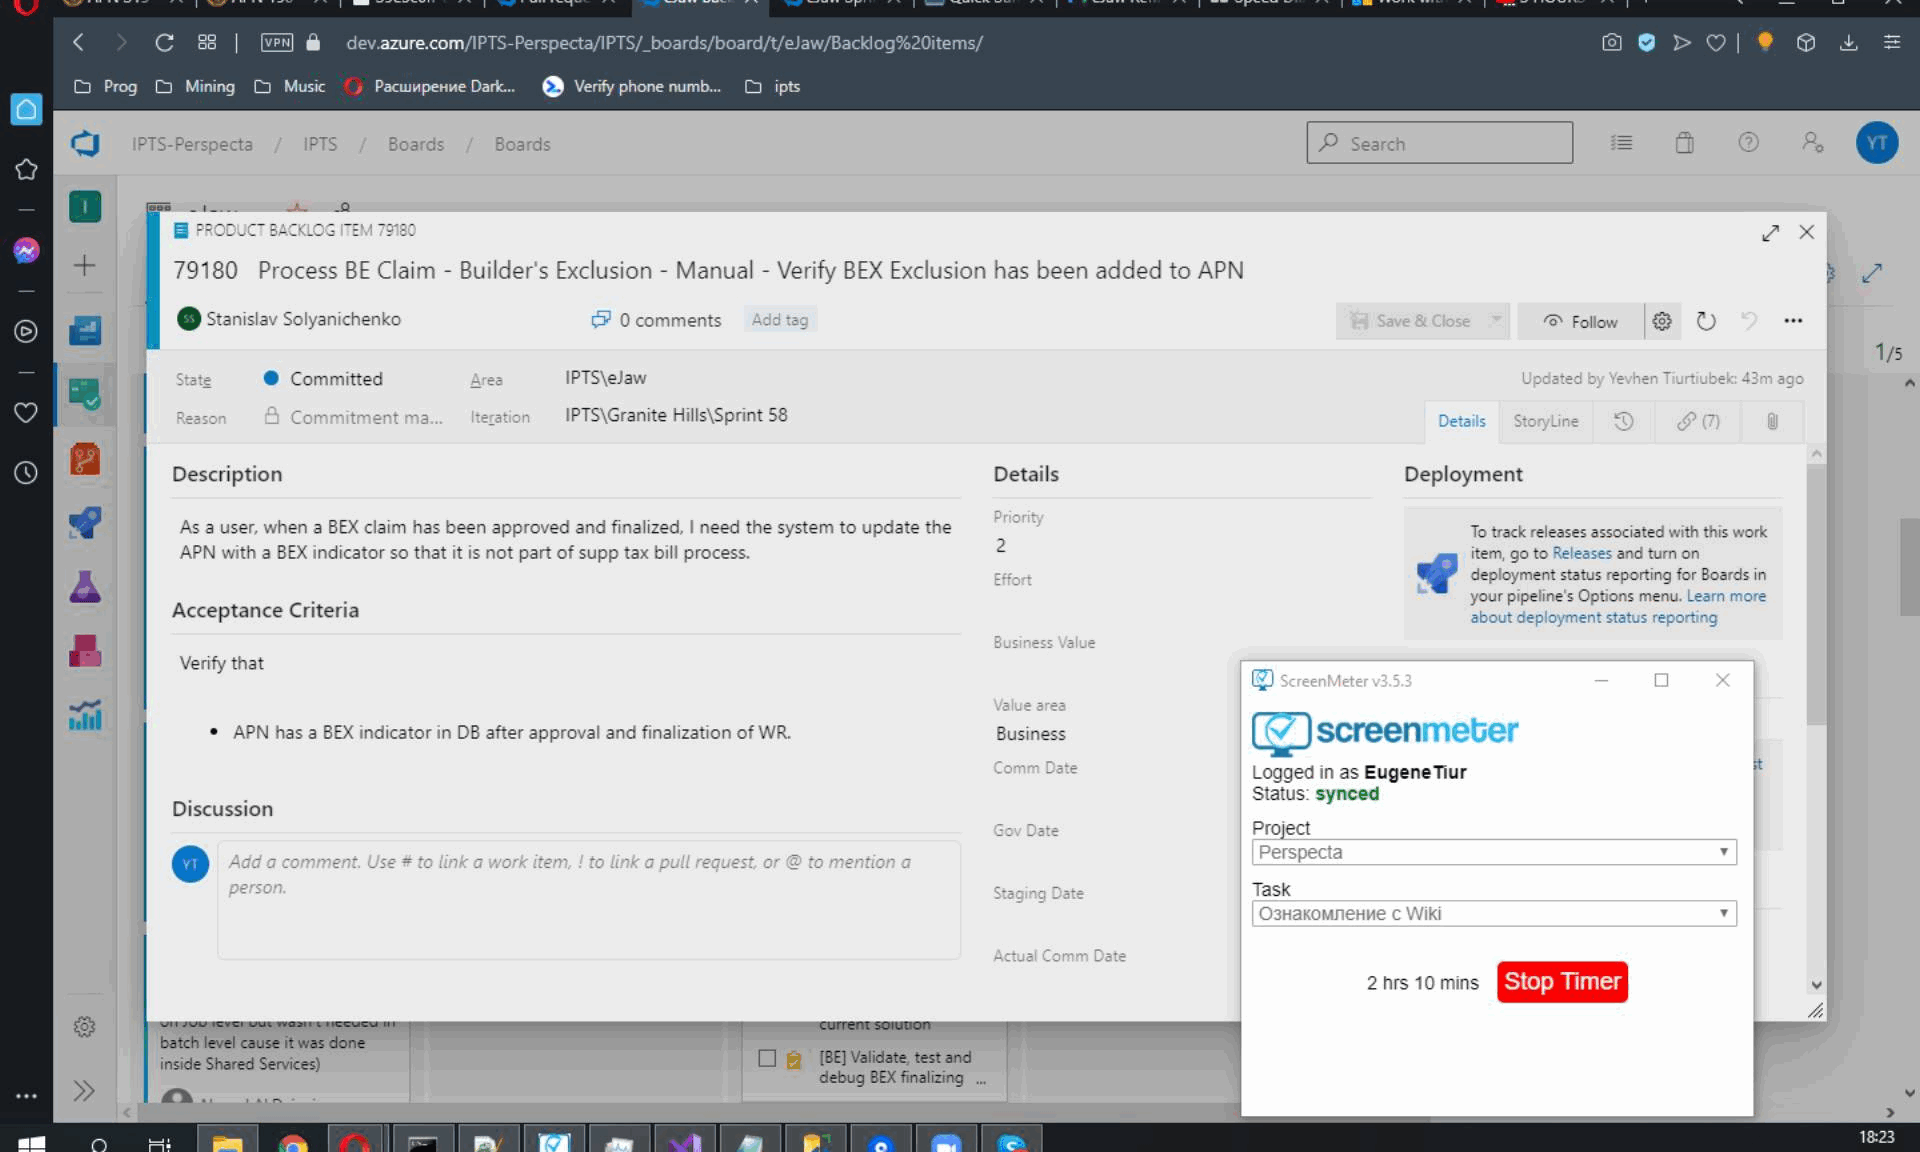 VPN
dev.azure.com/IPTS-Perspecta/IPTS/_boards/board/t/eJaw/Backlog%20items/
Prog
Mining
Music
Расширение Dark...
Verify phone numb...
ipts
IPTS-Perspecta / IPTS / Boards / Boards
Search
YT
PRODUCT BACKLOG ITEM 79180
79180 Process BE Claim - Builder's Exclusion - Manual - Verify BEX Exclusion has been added to APN
SS Stanislav Solyanichenko
0 comments
Add tag
Save & Close
Follow
1/5
State
Committed
Area
IPTS\eJaw
Updated by Yevhen Tiurtiubek: 43m ago
Reason
Commitment ma...
Iteration
IPTS\Granite Hills\Sprint 58
Details
StoryLine
(7)
Description
As a user, when a BEX claim has been approved and finalized, I need the system to update the
APN with a BEX indicator so that it is not part of supp tax bill process.
Acceptance Criteria
Verify that
• APN has a BEX indicator in DB after approval and finalization of WR.
Discussion
YT
Add a comment. Use # to link a work item, ! to link a pull request, or @ to mention a
person.
Details
Priority
2
Effort
Business Value
Value area
Business
Comm Date
Gov Date
Staging Date
Actual Comm Date
Deployment
To track releases associated with this work
item, go to Releases and turn on
deployment status reporting for Boards in
your pipeline's Options menu. Learn more
about deployment status reporting
ScreenMeter v3.5.3
screenmeter
Logged in as EugeneTiur
Status: synced
Project
Perspecta
Task
Ознакомление с Wiki
2 hrs 10 mins
Stop Timer
on Job level but wasn't needed in
batch level cause it was done
inside Shared Services)
current solution
[BE] Validate, test and
debug BEX finalizing ...
18:23